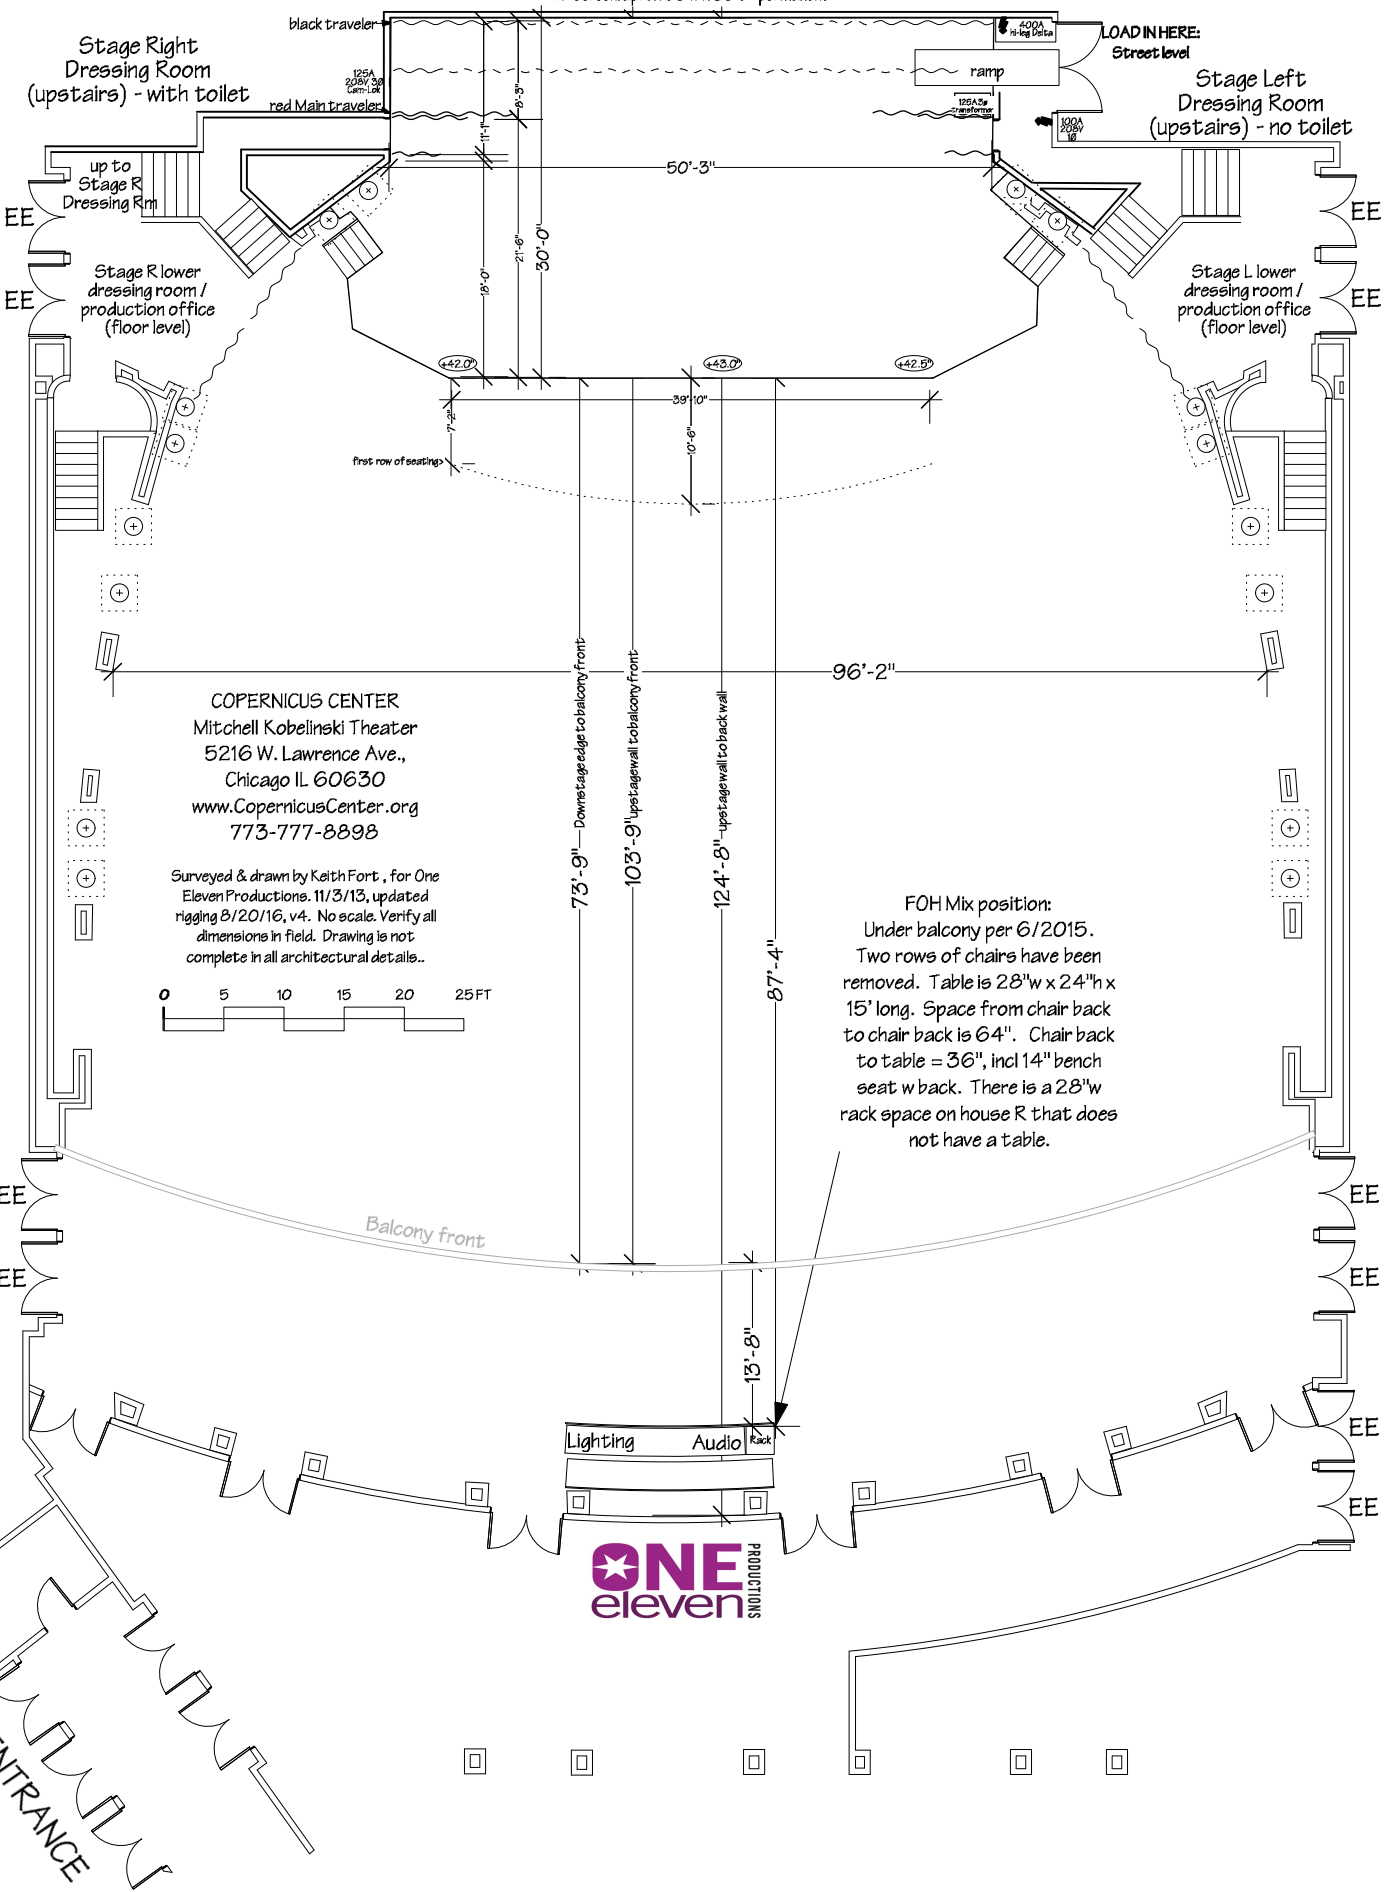 black traveler
Stage Right
Dressing Room
(upstairs) - with toilet
125A
208V 3Ø
Cam-Lok
red Main traveler
400A
hi-leg Delta
LOAD IN HERE:
Street level
ramp
125A3ø
transformer
100A
208V
1Ø
Stage Left
Dressing Room
(upstairs) - no toilet
up to
Stage R
Dressing Rm
EE
EE
EE
EE
Stage R lower
dressing room /
production office
(floor level)
Stage L lower
dressing room /
production office
(floor level)
8'-3"
11'-1"
50'-3"
18'-0"
21'-6"
30'-0"
+42.0"
+43.0"
+42.5"
39'-10"
7'-2"
10'-6"
first row of seating>
96'-2"
73'-9" Downstage edge to balcony front
103'-9" upstage wall to balcony front
124'-8" upstage wall to back wall
87'-4"
COPERNICUS CENTER
Mitchell Kobelinski Theater
5216 W. Lawrence Ave.,
Chicago IL 60630
www.CopernicusCenter.org
773-777-8898
Surveyed & drawn by Keith Fort , for One
Eleven Productions. 11/3/13, updated
rigging 8/20/16, v4. No scale. Verify all
dimensions in field. Drawing is not
complete in all architectural details..
0 5 10 15 20 25 FT
FOH Mix position:
Under balcony per 6/2015.
Two rows of chairs have been
removed. Table is 28"w x 24"h x
15' long. Space from chair back
to chair back is 64". Chair back
to table = 36", incl 14" bench
seat w back. There is a 28"w
rack space on house R that does
not have a table.
Balcony front
EE
EE
EE
EE
13'-8"
Lighting
Audio
Rack
EE
EE
ONE
eleven
PRODUCTIONS
ENTRANCE